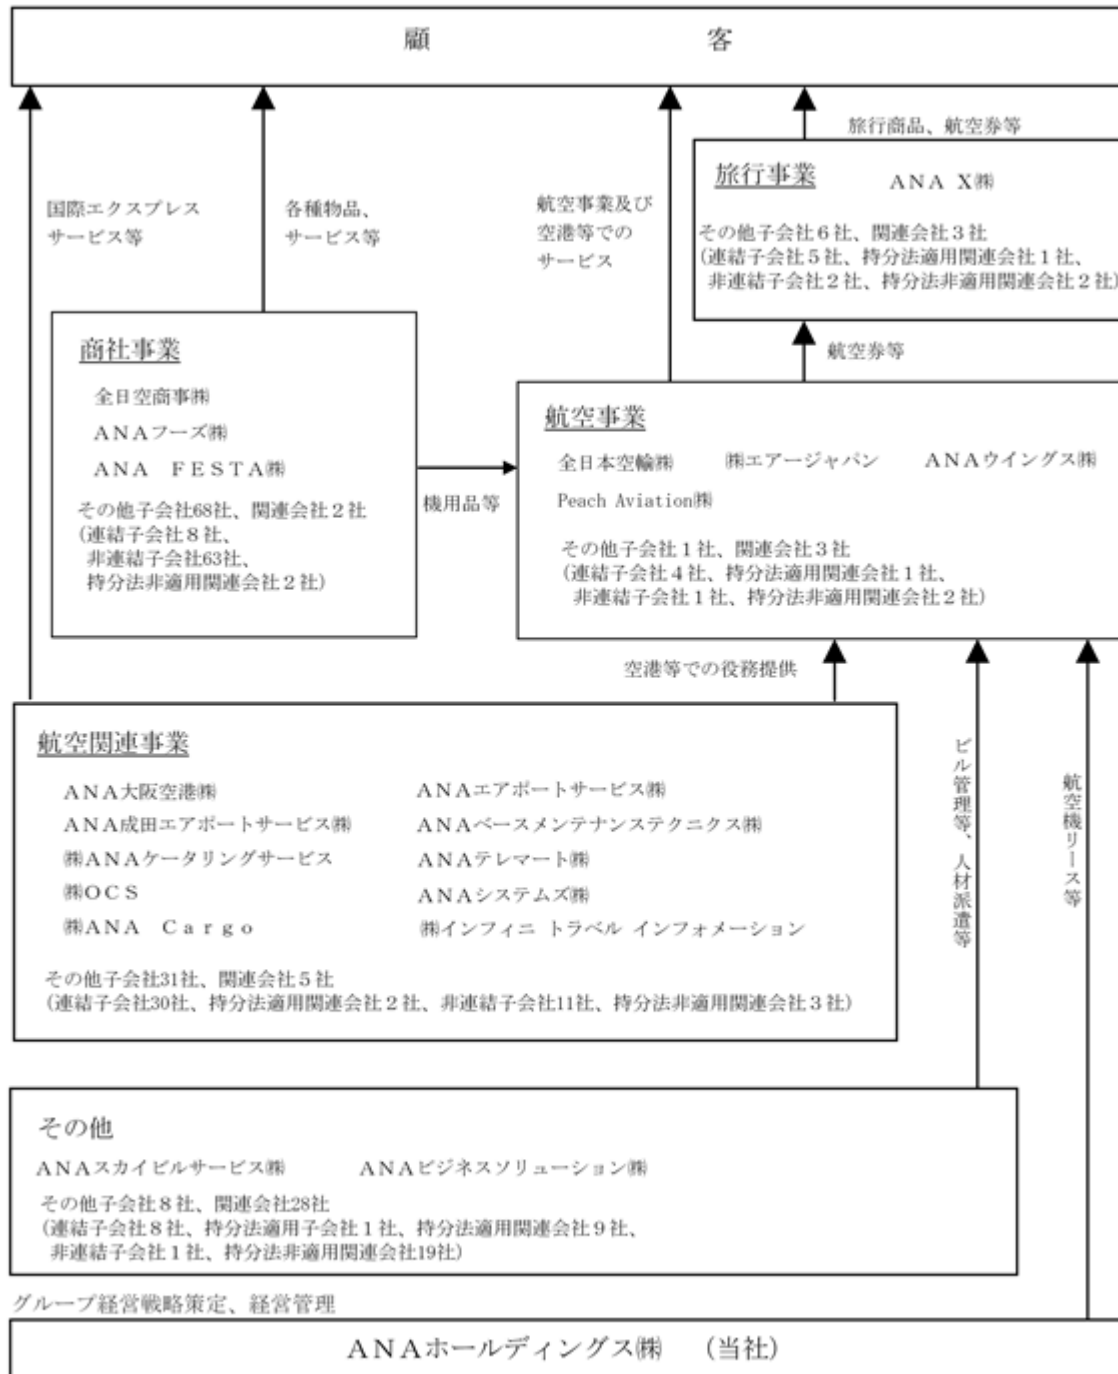 顧 客
旅行商品、航空券等
旅行事業 ＡＮＡ Ｘ㈱
その他子会社６社、関連会社３社
(連結子会社５社、持分法適用関連会社１社、
非連結子会社２社、持分法非適用関連会社２社)
国際エクスプレス
サービス等
各種物品、
サービス等
航空事業及び
空港等での
サービス
航空券等
商社事業
全日空商事㈱
ＡＮＡフーズ㈱
ＡＮＡ ＦＥＳＴＡ㈱
その他子会社68社、関連会社２社
(連結子会社８社、
非連結子会社63社、
持分法非適用関連会社２社)
機用品等
航空事業
全日本空輸㈱ ㈱エアージャパン ＡＮＡウイングス㈱
Peach Aviation㈱
その他子会社１社、関連会社３社
(連結子会社４社、持分法適用関連会社１社、
非連結子会社１社、持分法非適用関連会社２社)
空港等での役務提供
航空関連事業
ＡＮＡ大阪空港㈱ ＡＮＡエアポートサービス㈱
ＡＮＡ成田エアポートサービス㈱ ＡＮＡベースメンテナンステクニクス㈱
㈱ＡＮＡケータリングサービス ＡＮＡテレマート㈱
㈱ＯＣＳ ＡＮＡシステムズ㈱
㈱ＡＮＡ Ｃａｒｇｏ ㈱インフィニ トラベル インフォメーション
その他子会社31社、関連会社５社
(連結子会社30社、持分法適用関連会社２社、非連結子会社11社、持分法非適用関連会社３社)
ビル管理等、人材派遣等
航空機リース等
その他
ＡＮＡスカイビルサービス㈱ ＡＮＡビジネスソリューション㈱
その他子会社８社、関連会社28社
(連結子会社８社、持分法適用子会社１社、持分法適用関連会社９社、
非連結子会社１社、持分法非適用関連会社19社)
グループ経営戦略策定、経営管理
ＡＮＡホールディングス㈱ (当社)